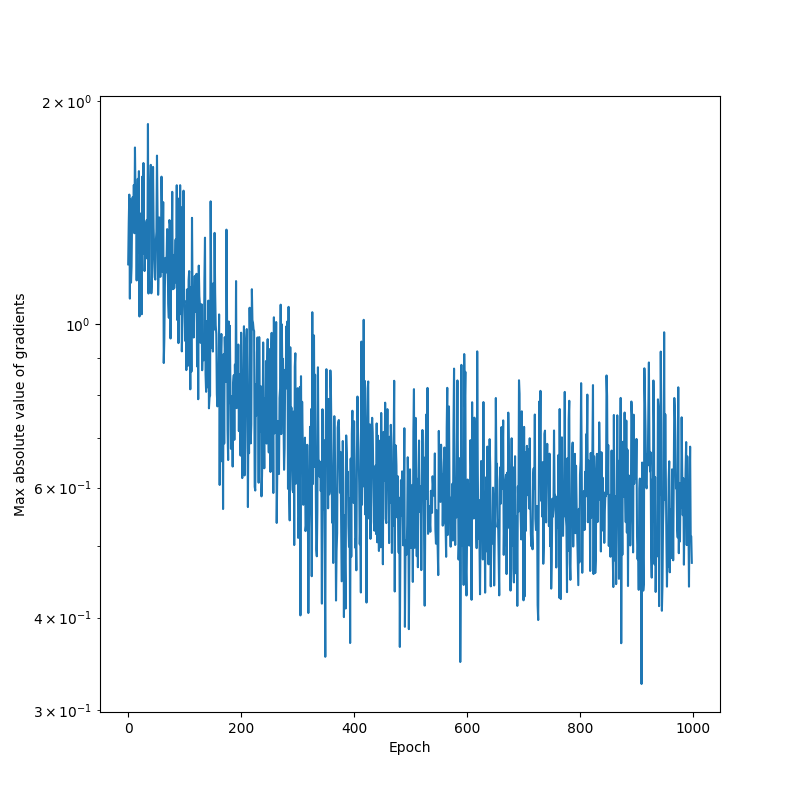 Max absolute value of gradients
2 × 10⁰
10⁰
6 × 10⁻¹
4 × 10⁻¹
3 × 10⁻¹
0 200 400 600 800 1000
Epoch